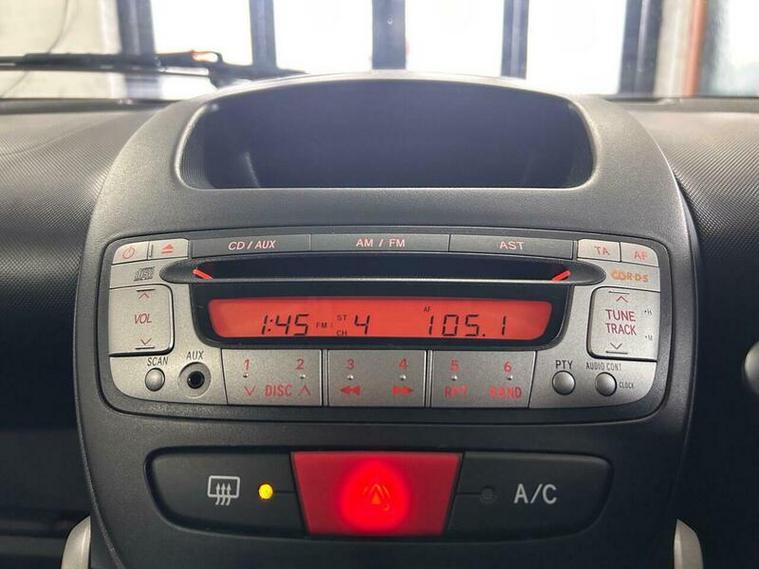 CD / AUX AM / FM AST TA AF
R·D·S
VOL
1:45 FM 1 ST CH 4 AF 105.1
TUNE TRACK
H
M
SCAN AUX 1 2 3 4 5 6 PTY AUDIO CONT
DISC RPT RAND CLOCK
A/C